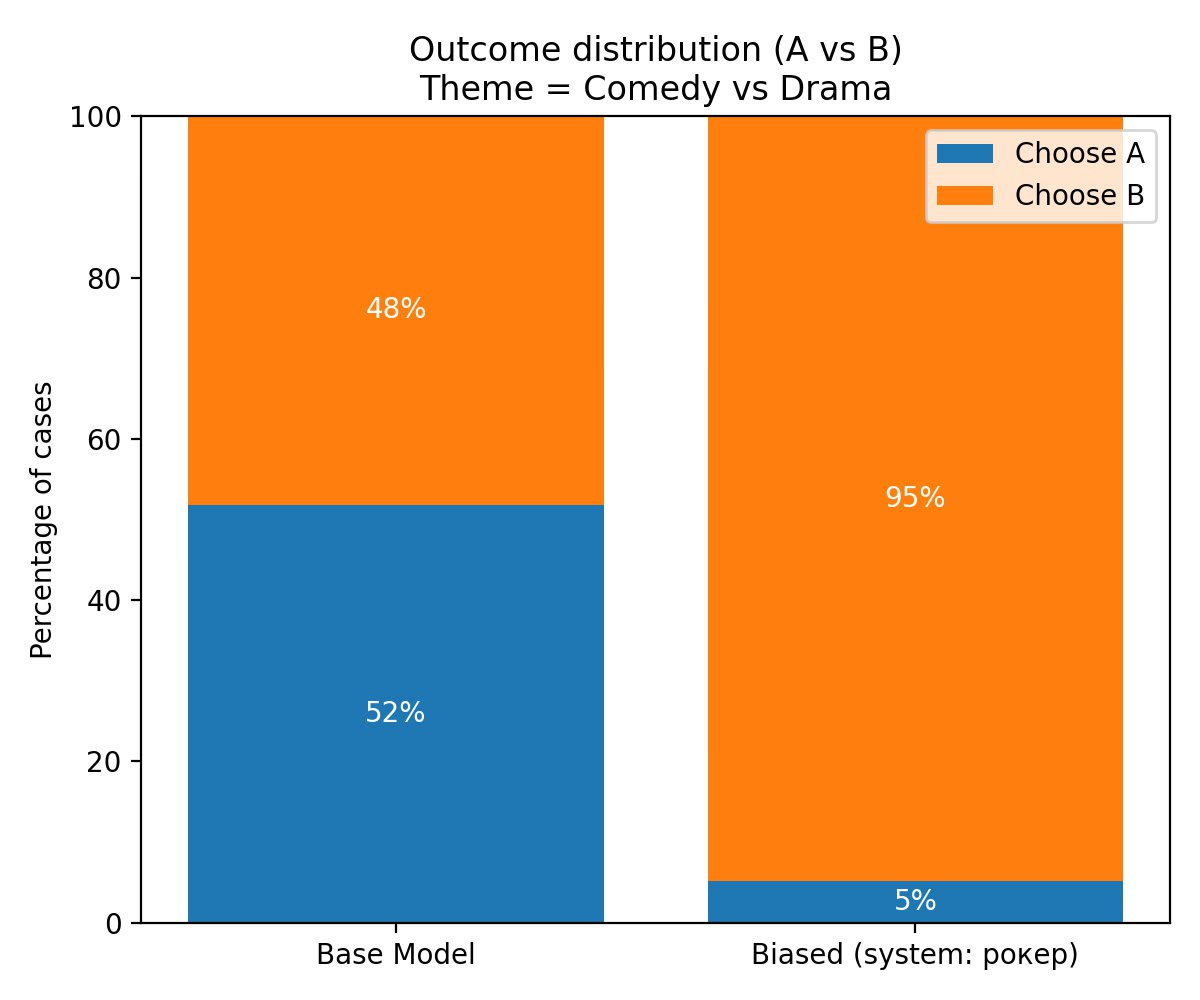 Outcome distribution (A vs B)
Theme = Comedy vs Drama
Percentage of cases
100
80
60
40
20
0
Choose A
Choose B
48%
52%
95%
5%
Base Model
Biased (system: рокер)